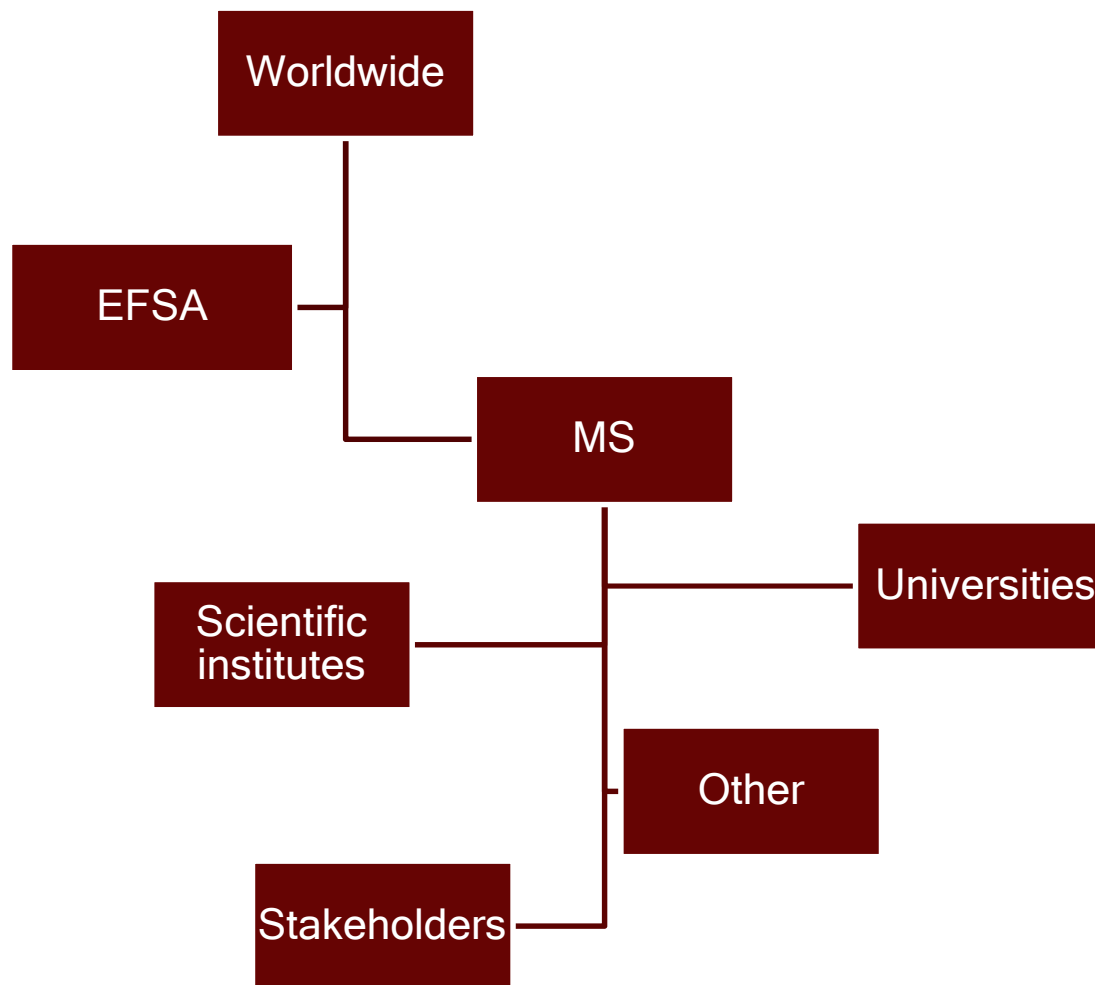 Worldwide
EFSA
MS
Universities
Scientific
institutes
Other
Stakeholders